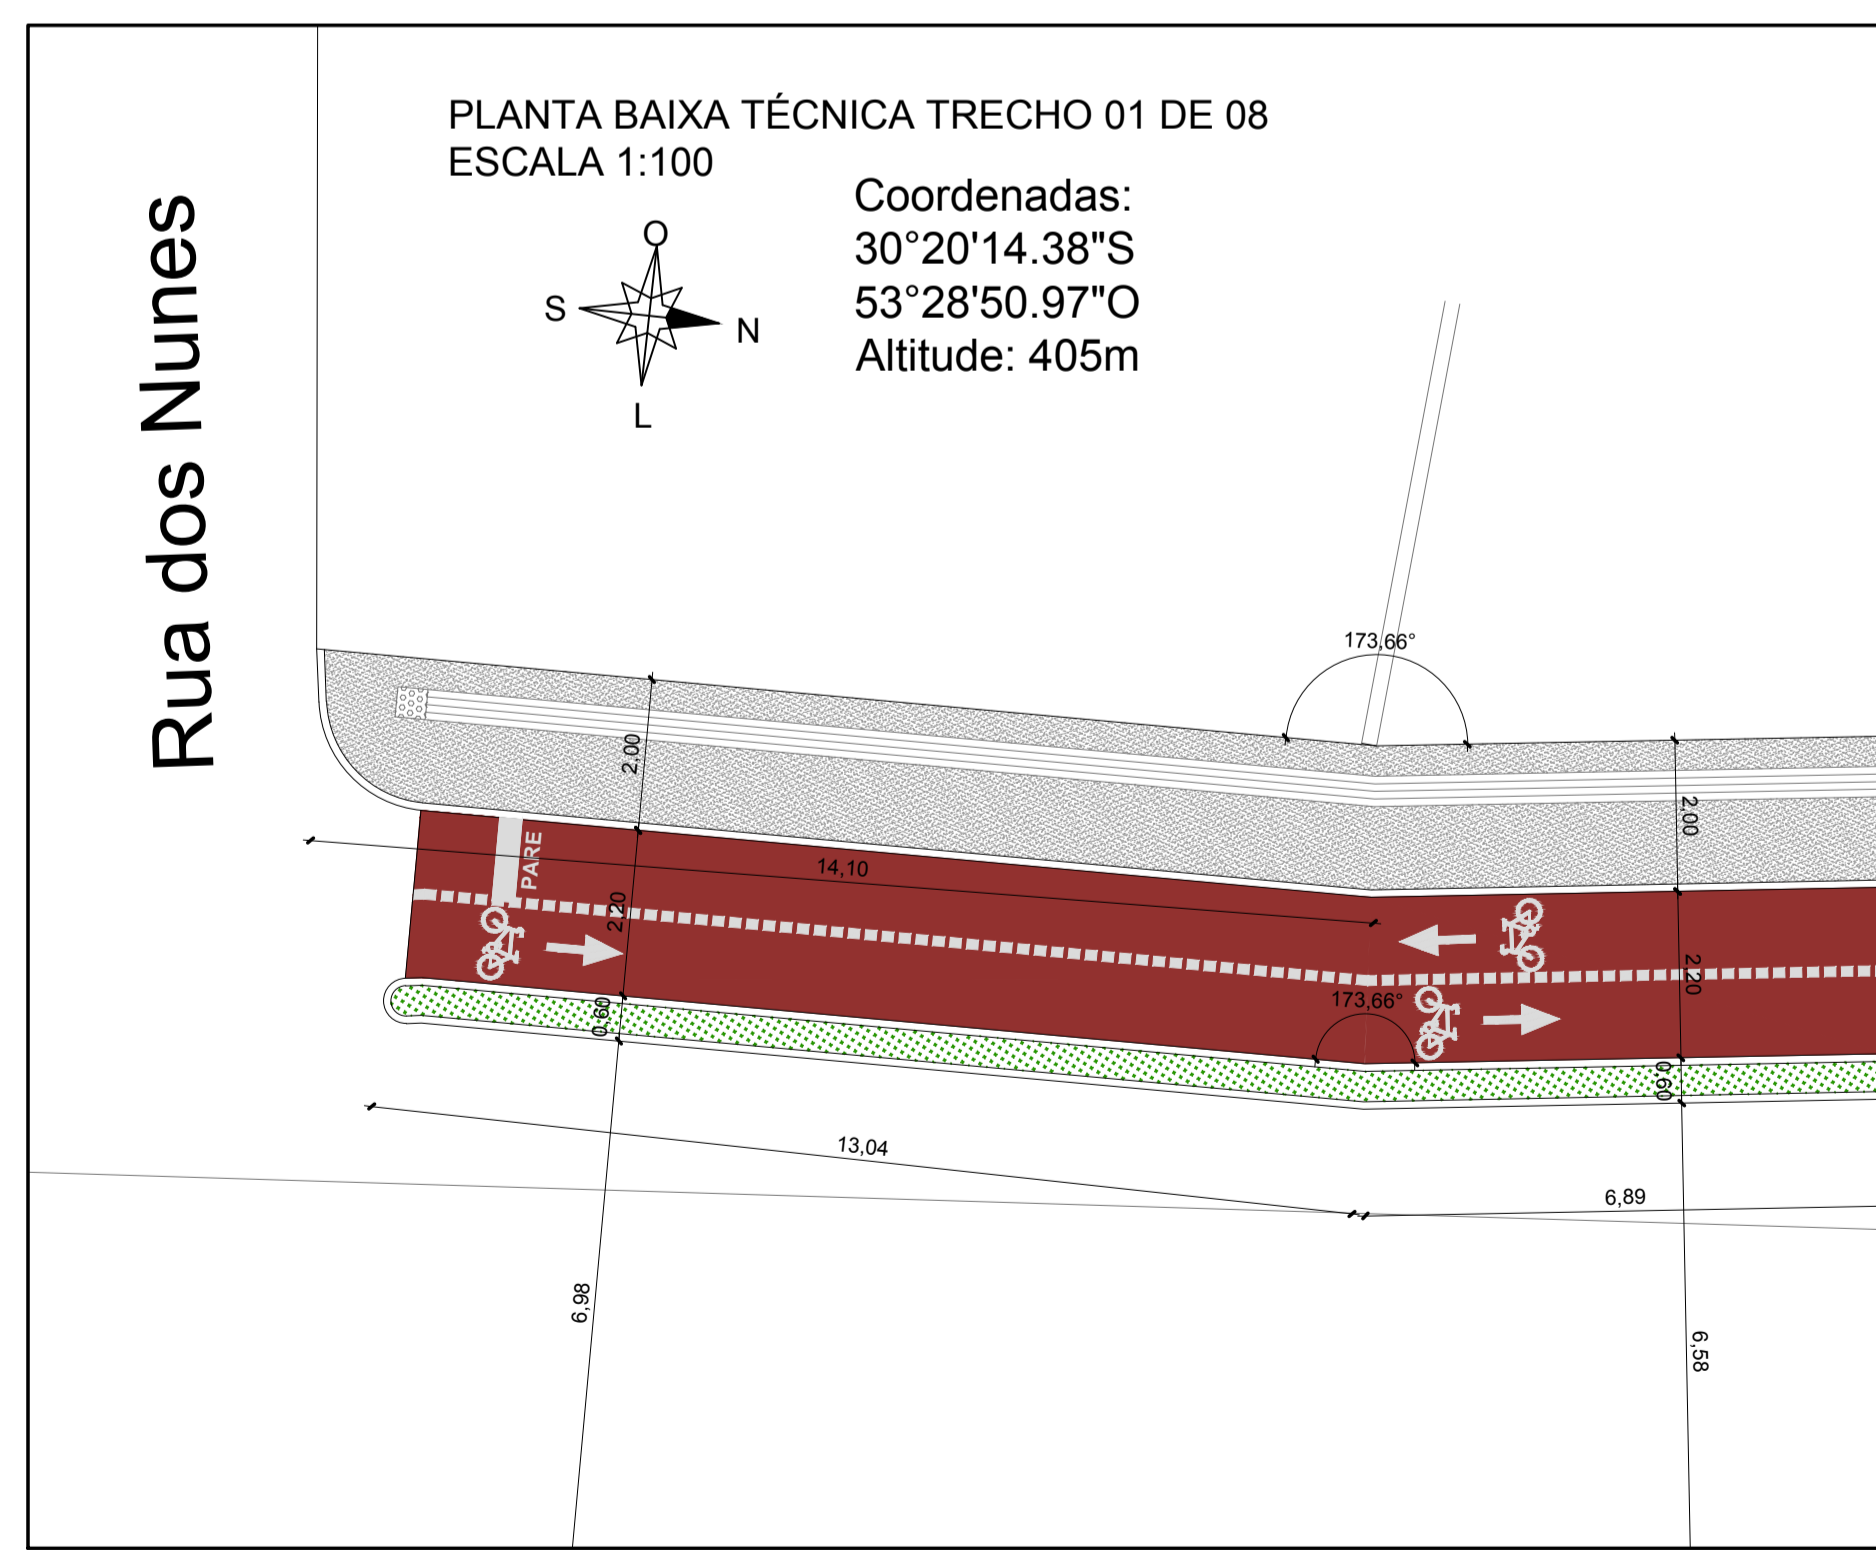 PLANTA BAIXA TÉCNICA TRECHO 01 DE 08
ESCALA 1:100
Coordenadas:
30°20'14.38"S
53°28'50.97"O
Altitude: 405m
O
S
N
L
Rua dos Nunes
173,66°
2,00
2,00
PARE
14,10
2,20
2,20
173,66°
0,60
0,60
13,04
6,89
6,98
6,58